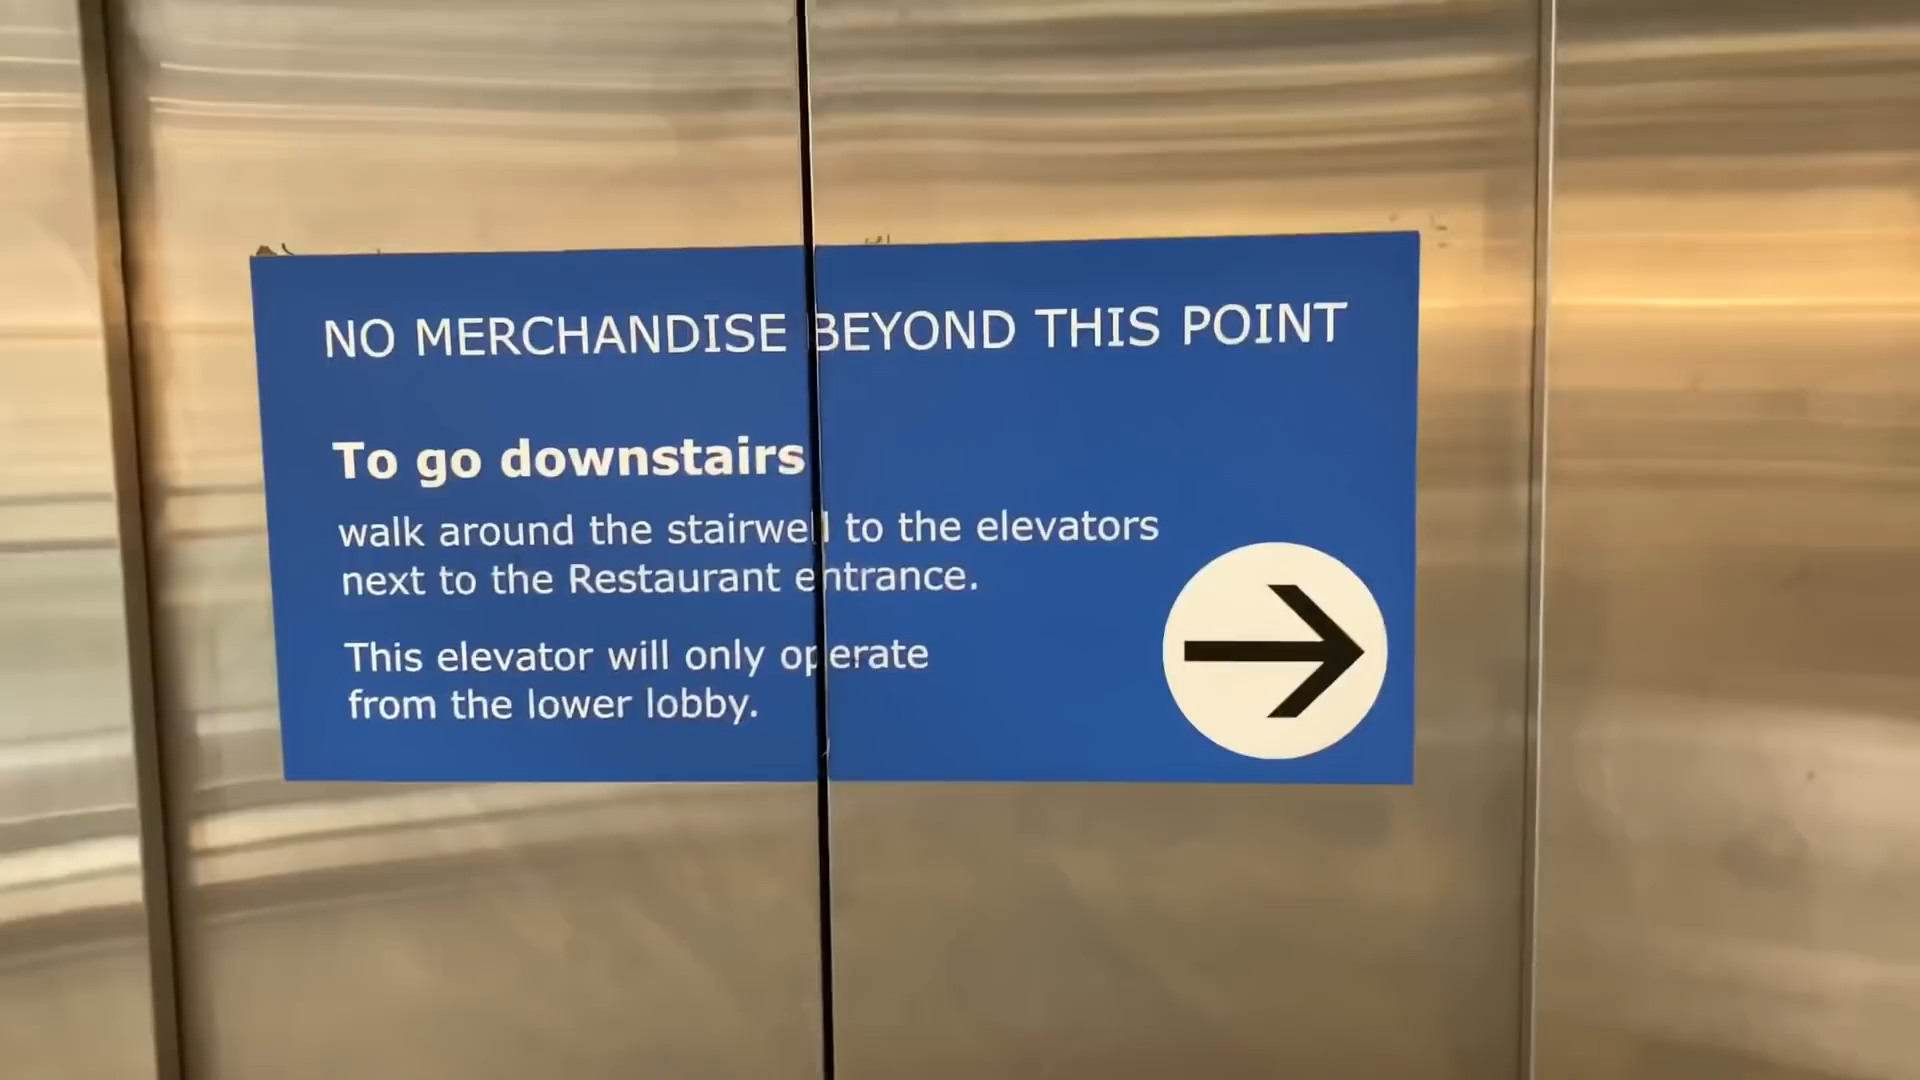 NO MERCHANDISE BEYOND THIS POINT
To go downstairs
walk around the stairwell to the elevators
next to the Restaurant entrance.
This elevator will only operate
from the lower lobby.